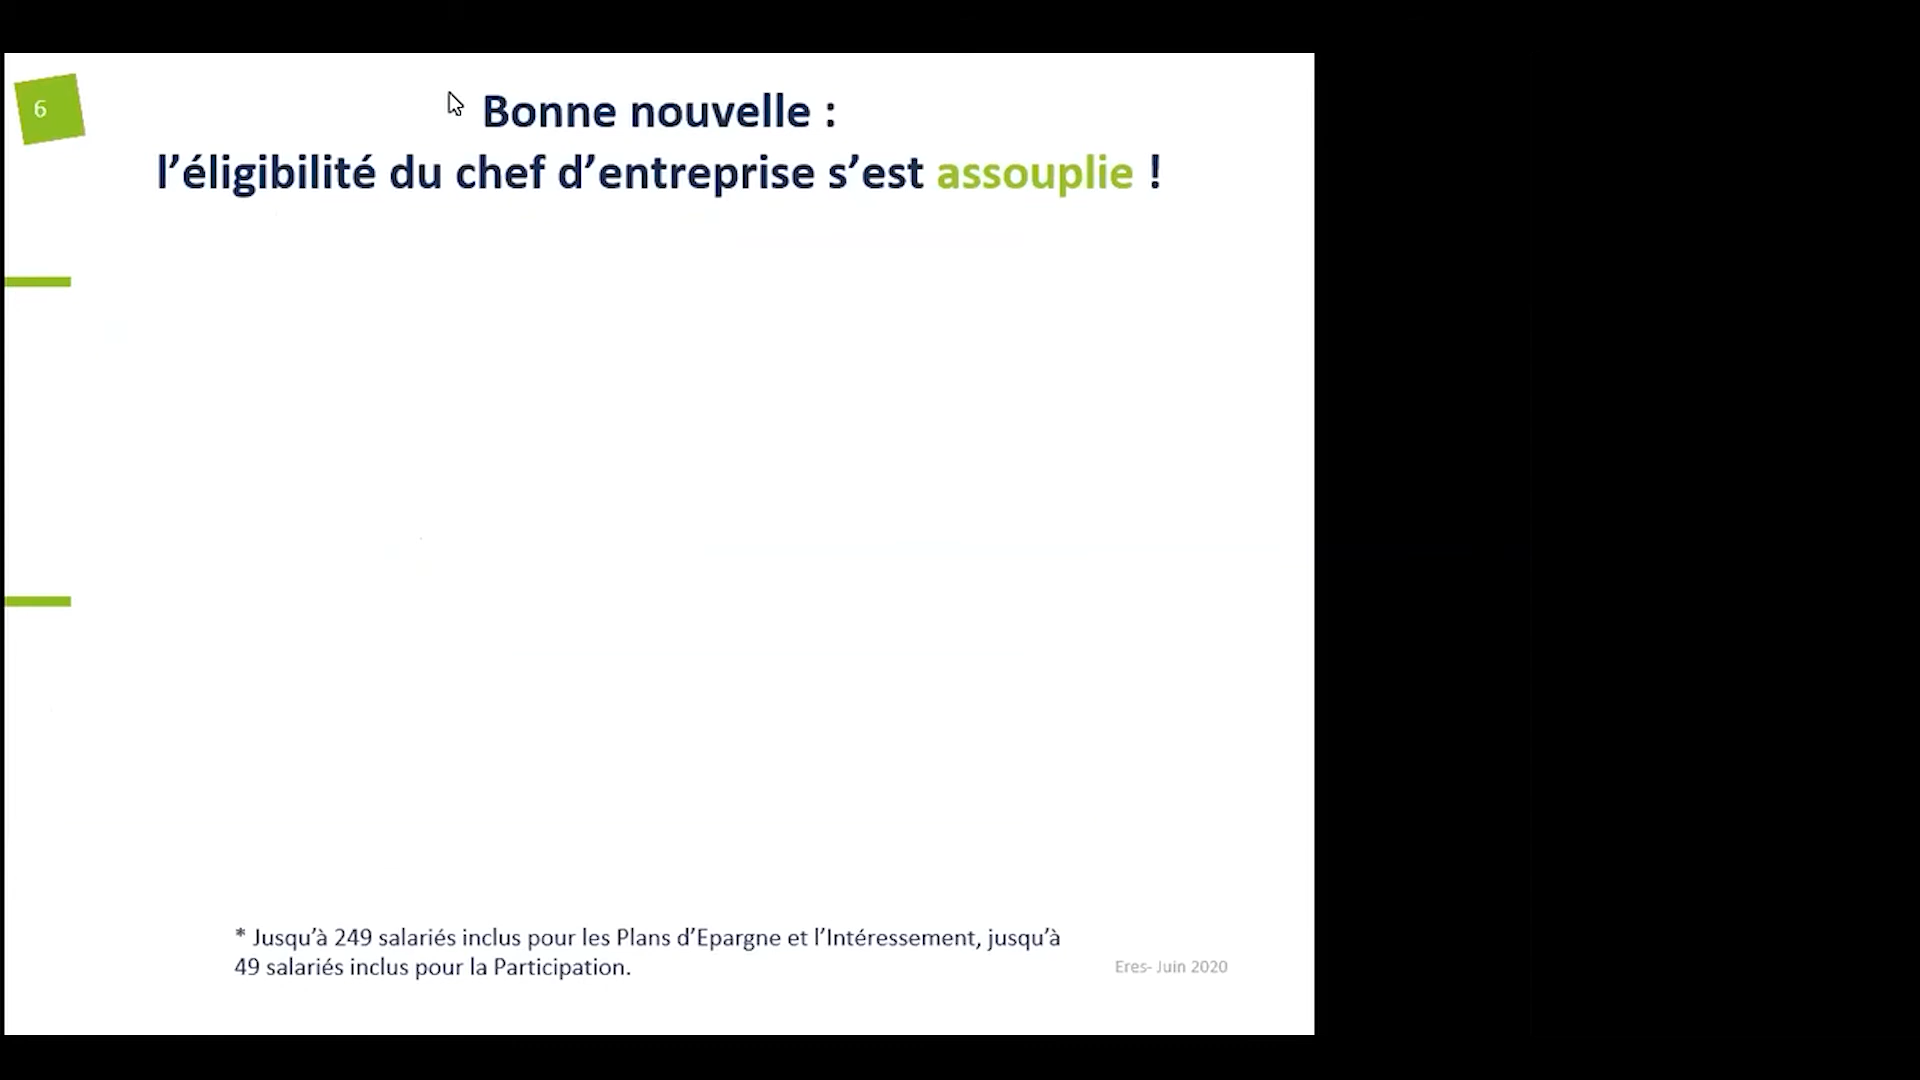 6
Bonne nouvelle :
l’éligibilité du chef d’entreprise s’est assouplie !
* Jusqu’à 249 salariés inclus pour les Plans d’Epargne et l’Intéressement, jusqu’à
49 salariés inclus pour la Participation.
Eres- Juin 2020